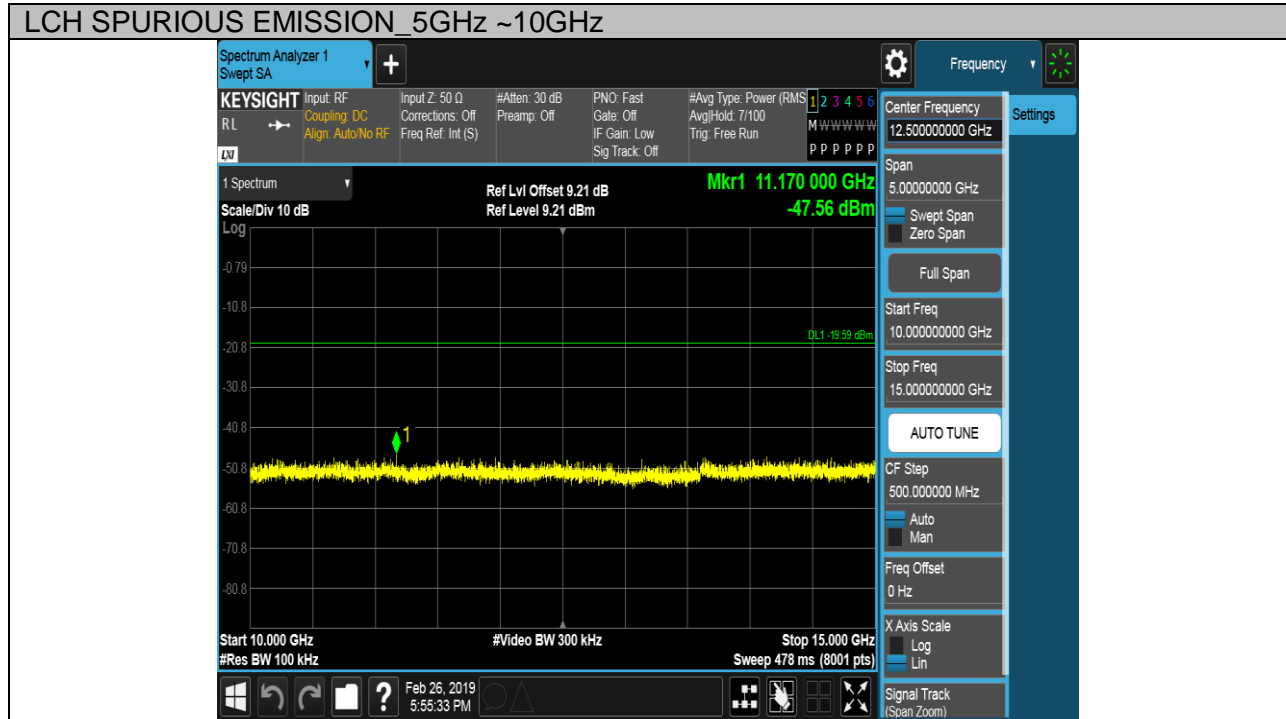 LCH SPURIOUS EMISSION_5GHz ~10GHz
Spectrum Analyzer 1
Swept SA
+
Frequency
KEYSIGHT
RL
LXI
Input: RF
Coupling: DC
Align: Auto/No RF
Input Z: 50 Ω
Corrections: Off
Freq Ref: Int (S)
#Atten: 30 dB
Preamp: Off
PNO: Fast
Gate: Off
IF Gain: Low
Sig Track: Off
#Avg Type: Power (RMS
Avg|Hold: 7/100
Trig: Free Run
1 2 3 4 5 6
M W W W W W
P P P P P P
1 Spectrum
Scale/Div 10 dB
Ref Lvl Offset 9.21 dB
Ref Level 9.21 dBm
Mkr1 11.170 000 GHz
-47.56 dBm
Log
-0.79
-10.8
DL1 -19.59 dBm
-20.8
-30.8
-40.8
1
-50.8
-60.8
-70.8
-80.8
Start 10.000 GHz
#Res BW 100 kHz
#Video BW 300 kHz
Stop 15.000 GHz
Sweep 478 ms (8001 pts)
?
Feb 26, 2019
5:55:33 PM
Center Frequency
12.500000000 GHz
Settings
Span
5.00000000 GHz
Swept Span
Zero Span
Full Span
Start Freq
10.000000000 GHz
Stop Freq
15.000000000 GHz
AUTO TUNE
CF Step
500.000000 MHz
Auto
Man
Freq Offset
0 Hz
X Axis Scale
Log
Lin
Signal Track
(Span Zoom)